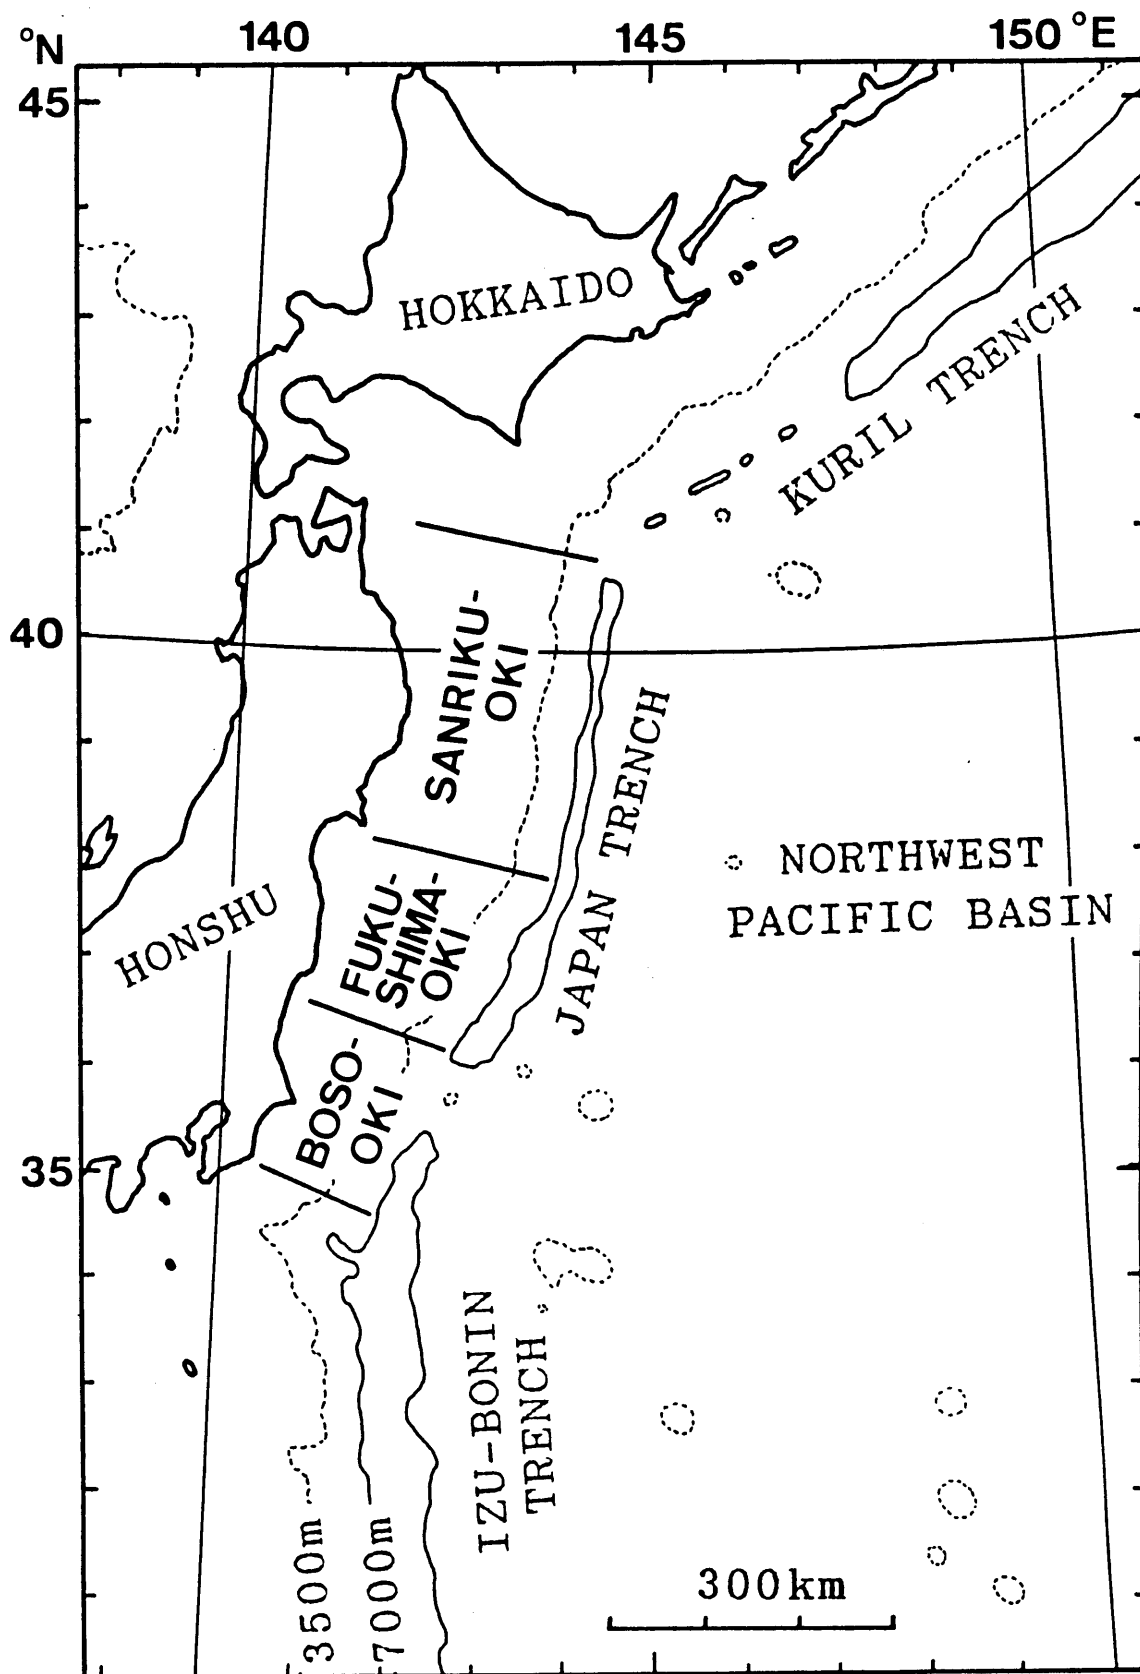 °N
140
145
150 °E
45
HOKKAIDO
KURIL TRENCH
40
SANRIKU-
OKI
JAPAN TRENCH
NORTHWEST
PACIFIC BASIN
HONSHU
FUKU-
SHIMA-
OKI
BOSO-
OKI
35
IZU-BONIN
TRENCH
3500m
7000m
300km